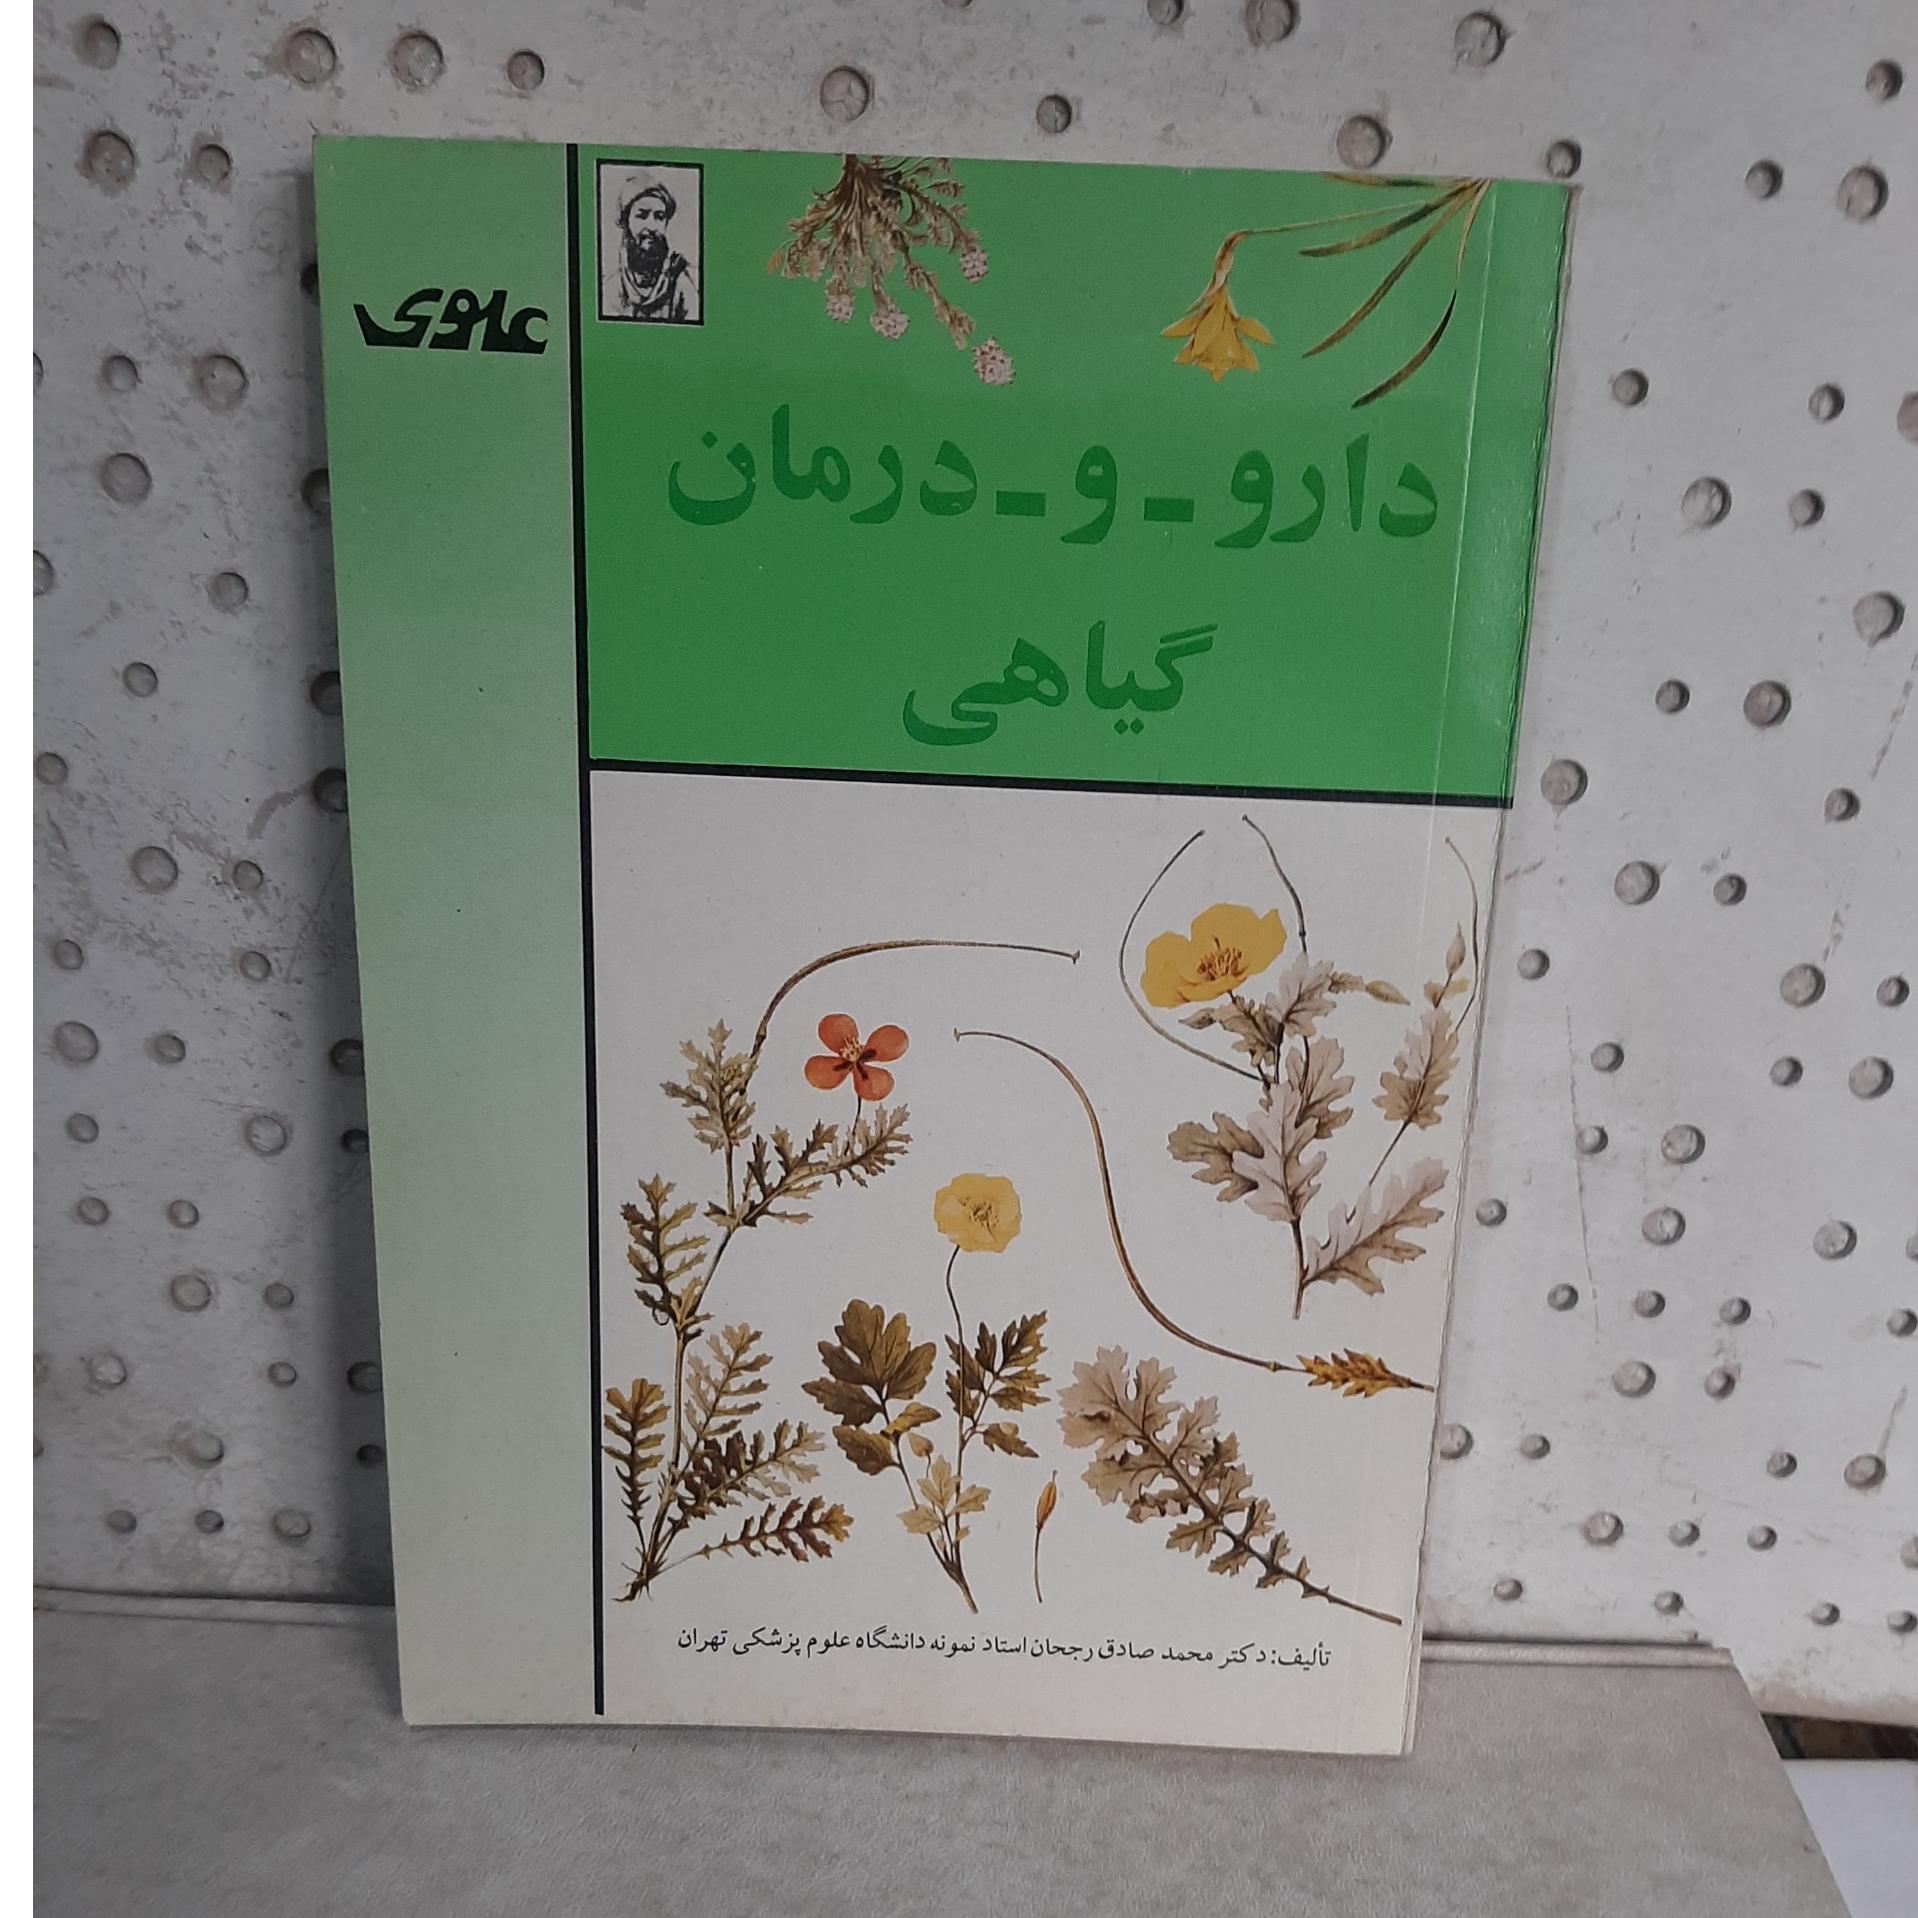 علوی
دارو - و - درمان
گیاهی
تألیف: دکتر محمد صادق رجحان استاد نمونه دانشگاه علوم پزشکی تهران